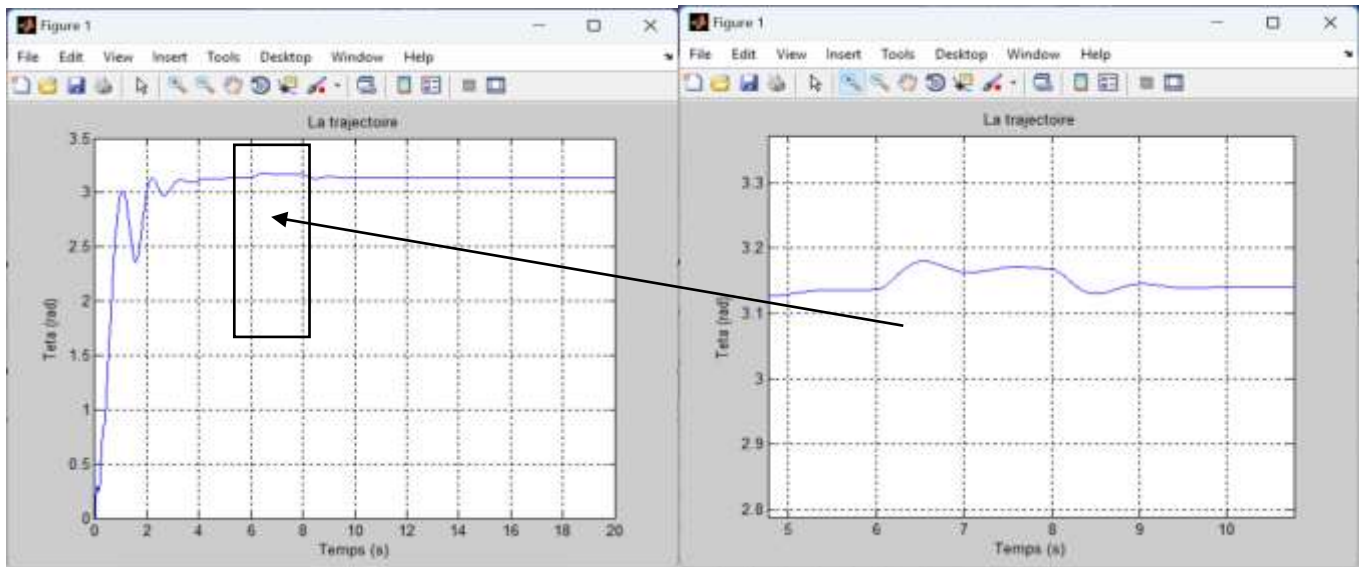 Figure 1
File Edit View Insert Tools Desktop Window Help
La trajectoire
3.5
3
2.5
2
1.5
1
0.5
0
Teta (rad)
0 2 4 6 8 10 12 14 16 18 20
Temps (s)
Figure 1
File Edit View Insert Tools Desktop Window Help
La trajectoire
3.3
3.2
3.1
3
2.9
2.8
Teta (rad)
5 6 7 8 9 10
Temps (s)